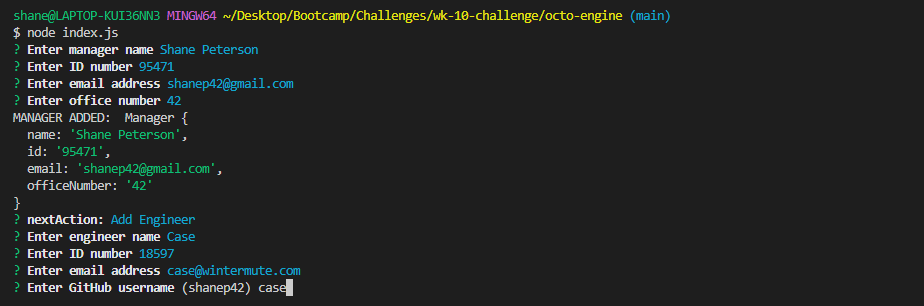 shane@LAPTOP-KUI36NN3 MINGW64 ~/Desktop/Bootcamp/Challenges/wk-10-challenge/octo-engine (main)
$ node index.js
? Enter manager name Shane Peterson
? Enter ID number 95471
? Enter email address shanep42@gmail.com
? Enter office number 42
MANAGER ADDED:  Manager {
  name: 'Shane Peterson',
  id: '95471',
  email: 'shanep42@gmail.com',
  officeNumber: '42'
}
? nextAction: Add Engineer
? Enter engineer name Case
? Enter ID number 18597
? Enter email address case@wintermute.com
? Enter GitHub username (shanep42) case